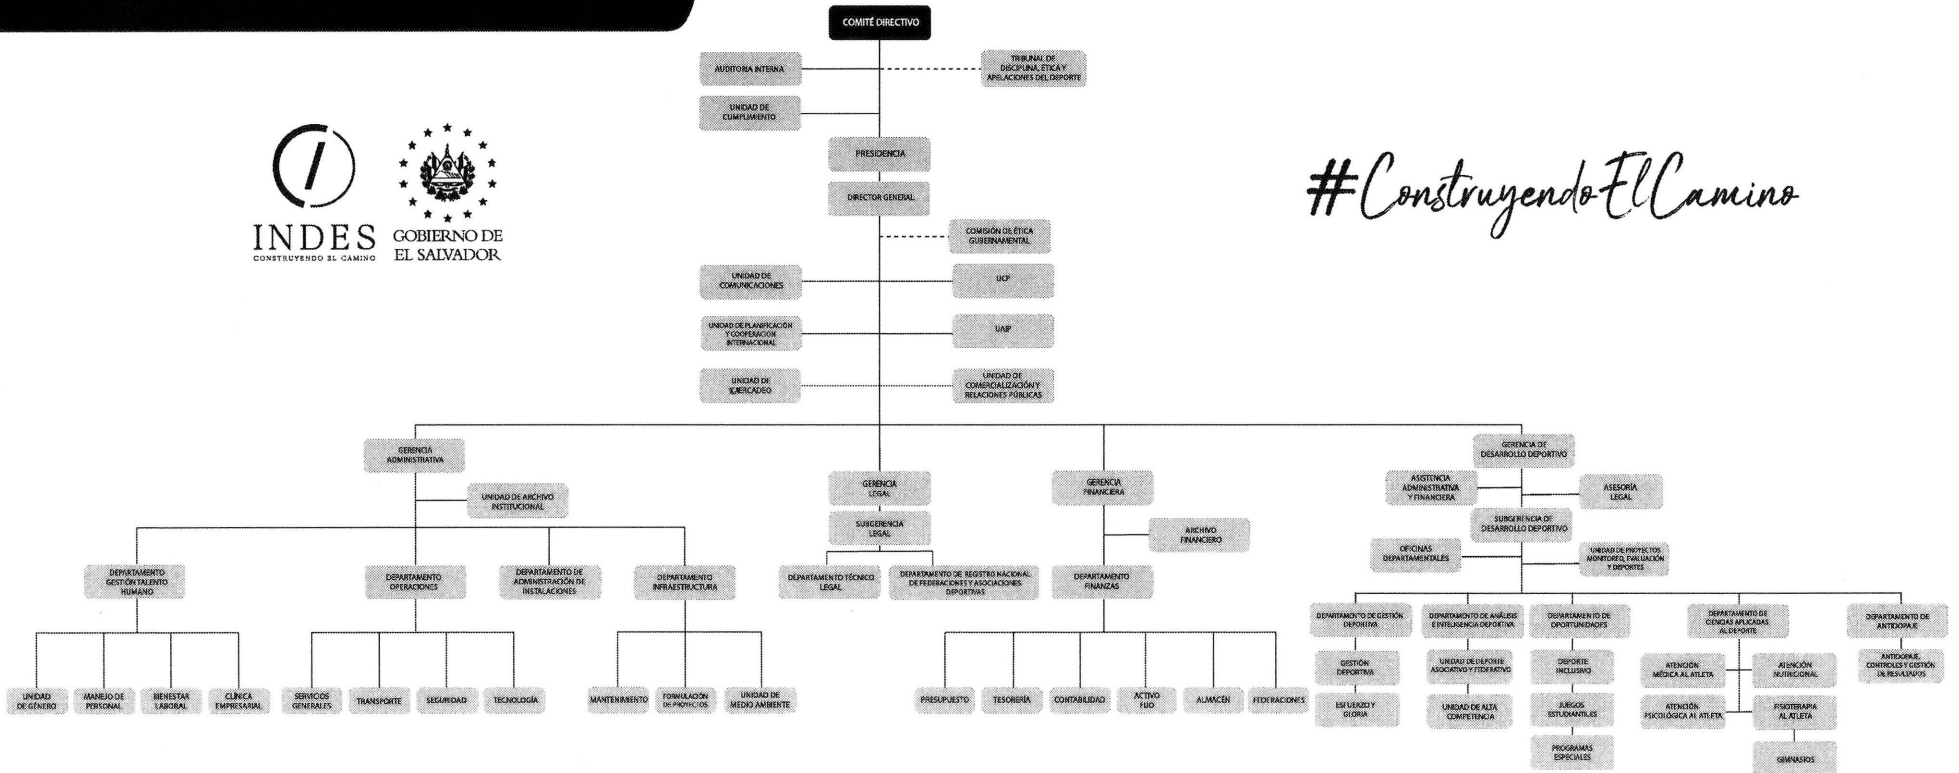 COMITÉ DIRECTIVO
AUDITORIA INTERNA
TRIBUNAL DE
DISCIPLINA, ETICA Y
APELACIONES DEL DEPORTE
UNIDAD DE
CUMPLIMIENTO
PRESIDENCIA
DIRECTOR GENERAL
INDES
CONSTRUYENDO EL CAMINO
GOBIERNO DE
EL SALVADOR
#ConstruyendoElCamino
COMISIÓN DE ÉTICA
GUBERNAMENTAL
UNIDAD DE
COMUNICACIONES
UCP
UNIDAD DE PLANIFICACIÓN
Y COOPERACION
INTERNACIONAL
UAIP
UNIDAD DE
MERCADEO
UNIDAD DE
COMERCIALIZACIÓN Y
RELACIONES PÚBLICAS
GERENCIA
ADMINISTRATIVA
UNIDAD DE ARCHIVO
INSTITUCIONAL
GERENCIA
LEGAL
SUBGERENCIA
LEGAL
GERENCIA
FINANCIERA
ARCHIVO
FINANCIERO
GERENCIA DE
DESARROLLO DEPORTIVO
ASISTENCIA
ADMINISTRATIVA
Y FINANCIERA
ASESORÍA
LEGAL
SUBGERENCIA DE
DESARROLLO DEPORTIVO
OFICINAS
DEPARTAMENTALES
UNIDAD DE PROYECTOS
MONITOREO, EVALUACIÓN
Y DEPORTES
DEPARTAMENTO
GESTIÓN TALENTO
HUMANO
DEPARTAMENTO
OPERACIONES
DEPARTAMENTO DE
ADMINISTRACIÓN DE
INSTALACIONES
DEPARTAMENTO
INFRAESTRUCTURA
DEPARTAMENTO TÉCNICO
LEGAL
DEPARTAMENTO DE REGISTRO NACIONAL
DE FEDERACIONES Y ASOCIACIONES
DEPORTIVAS
DEPARTAMENTO
FINANZAS
DEPARTAMENTO DE GESTIÓN
DEPORTIVA
DEPARTAMENTO DE ANÁLISIS
E INTELIGENCIA DEPORTIVA
DEPARTAMENTO DE
OPORTUNIDADES
DEPARTAMENTO DE
CIENCIAS APLICADAS
AL DEPORTE
DEPARTAMENTO DE
ANTIDOPAJE
UNIDAD
DE GÉNERO
MANEJO DE
PERSONAL
BIENESTAR
LABORAL
CLÍNICA
EMPRESARIAL
SERVICIOS
GENERALES
TRANSPORTE
SEGURIDAD
TECNOLOGÍA
MANTENIMIENTO
FORMULACIÓN
DE PROYECTOS
UNIDAD DE
MEDIO AMBIENTE
PRESUPUESTO
TESORERÍA
CONTABILIDAD
ACTIVO
FIJO
ALMACÉN
FEDERACIONES
GESTIÓN
DEPORTIVA
ESFUERZO Y
GLORIA
UNIDAD DE DEPORTE
ASOCIATIVO Y FEDERATIVO
UNIDAD DE ALTA
COMPETENCIA
DEPORTE
INCLUSIVO
JUEGOS
ESTUDIANTILES
PROGRAMAS
ESPECIALES
ATENCIÓN
MÉDICA AL ATLETA
ATENCIÓN
NUTRICIONAL
ATENCIÓN
PSICOLÓGICA AL ATLETA
FISIOTERAPIA
AL ATLETA
GIMNASIOS
ANTIDOPAJE,
CONTROLES Y GESTIÓN
DE RESULTADOS